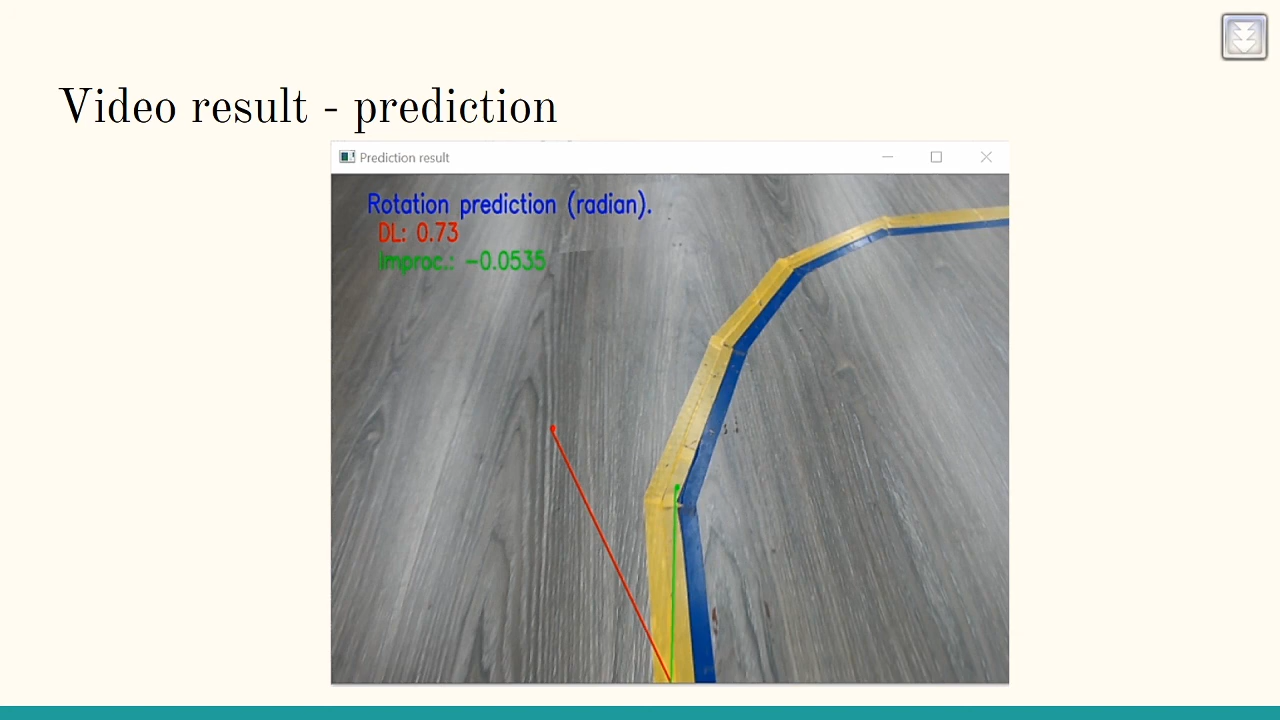 Video result - prediction
Prediction result
Rotation prediction (radian).
DL: 0.73
Improc.: -0.0535